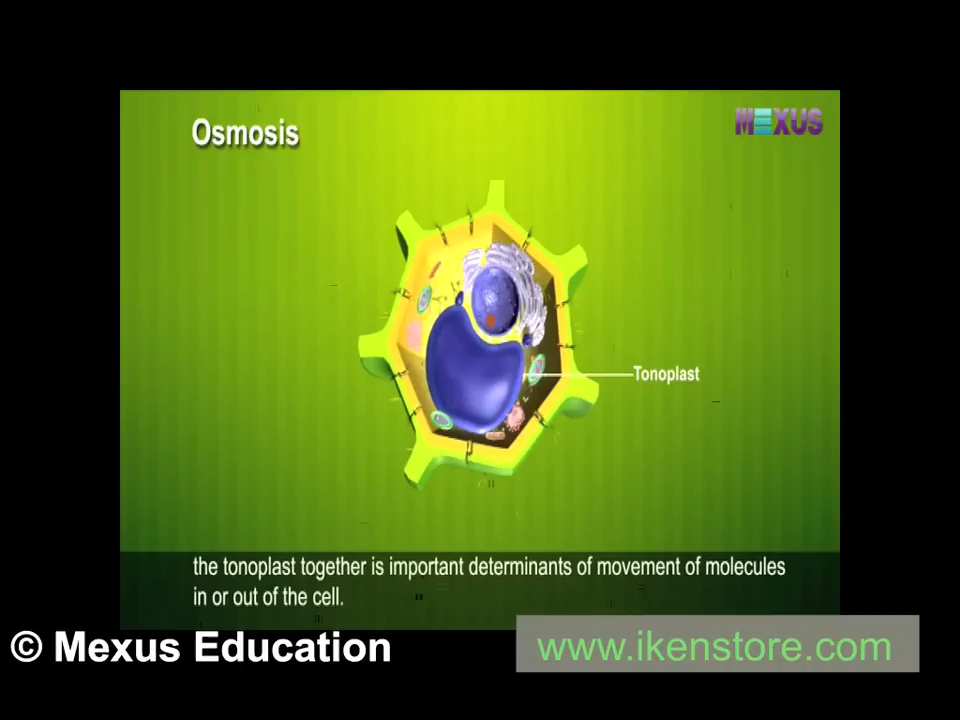 Osmosis
MEXUS
Tonoplast
the tonoplast together is important determinants of movement of molecules
in or out of the cell.
© Mexus Education
www.ikenstore.com